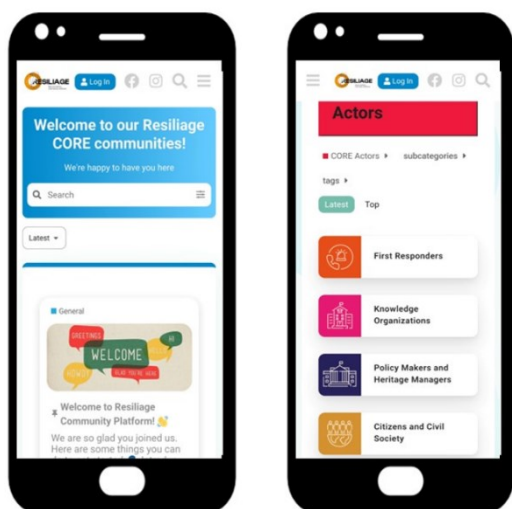 RESILIAGE Log In
Welcome to our Resiliage
CORE communities!
We're happy to have you here
Search
Latest
General
GREETINGS
HI
WELCOME
GLAD YOU'RE HERE
Welcome to Resiliage
Community Platform!
We are so glad you joined us.
Here are some things you can
RESILIAGE Log In
Actors
CORE Actors subcategories
tags
Latest Top
First Responders
Knowledge
Organizations
Policy Makers and
Heritage Managers
Citizens and Civil
Society